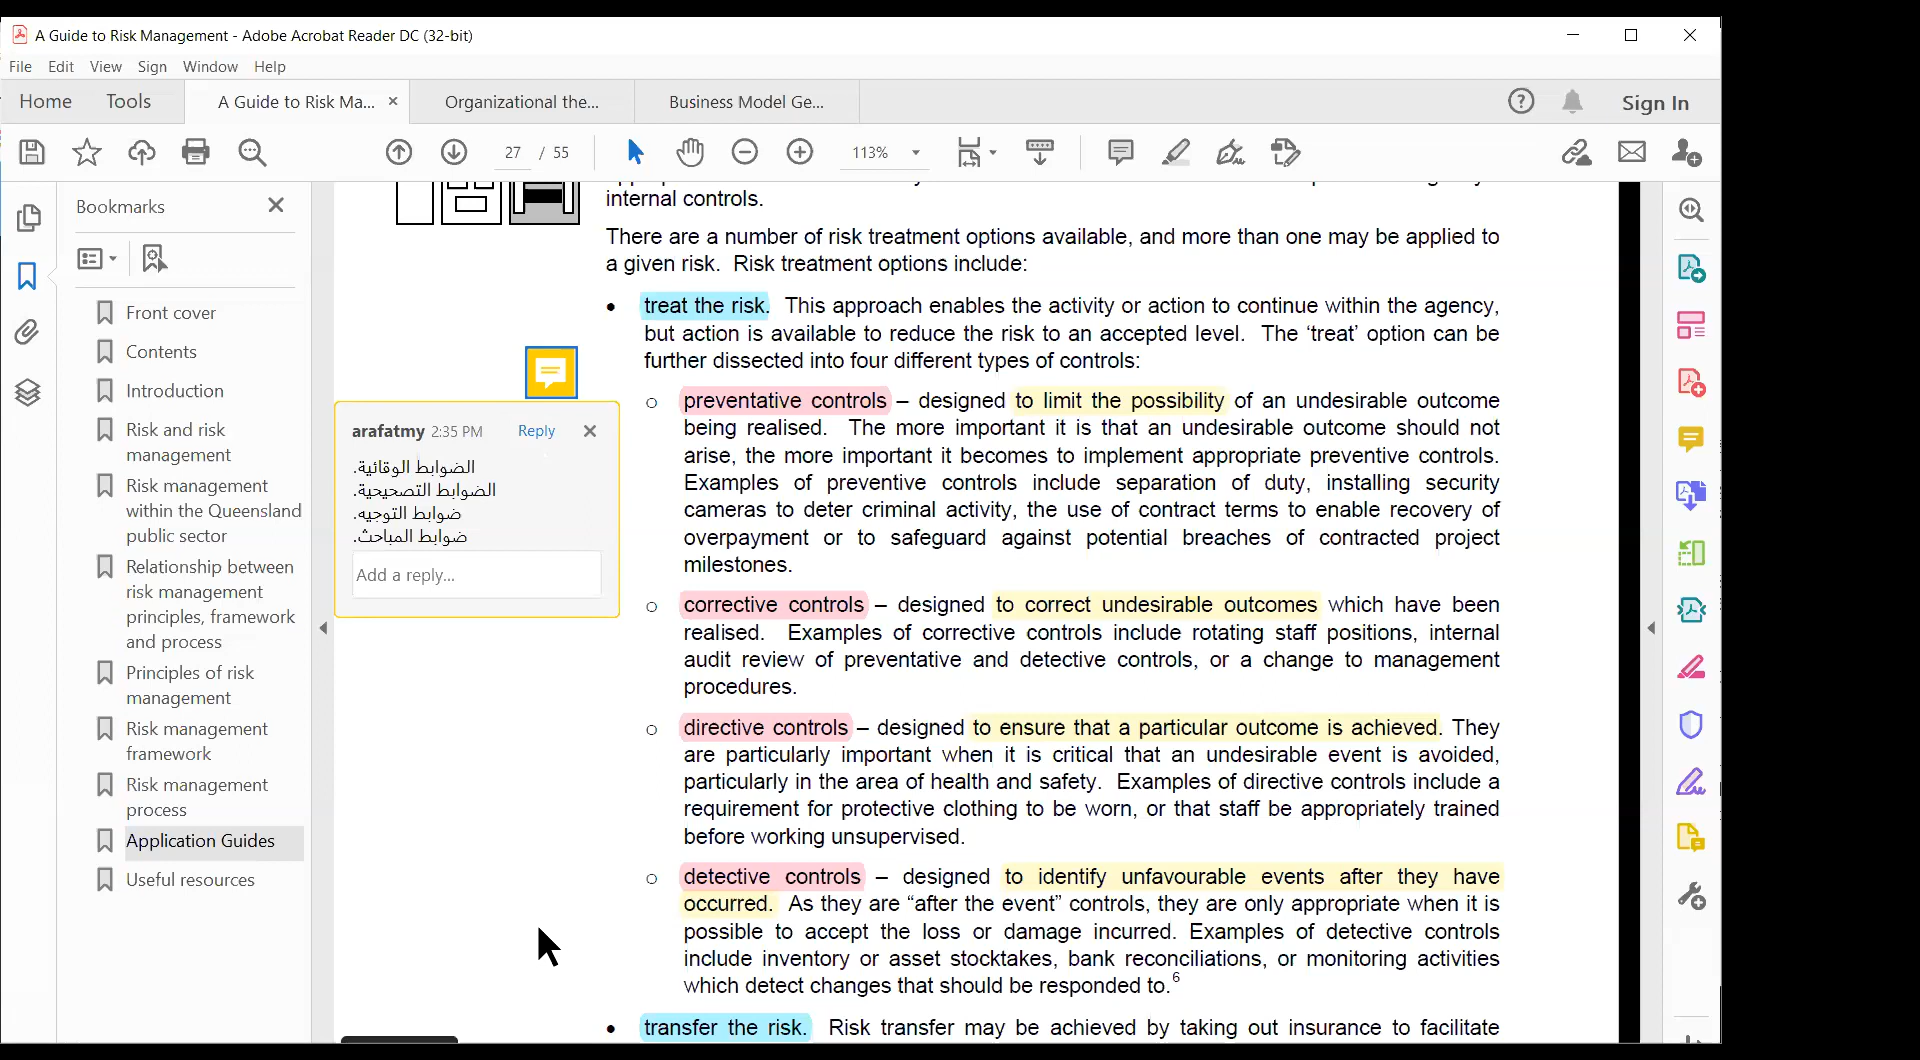 A Guide to Risk Management - Adobe Acrobat Reader DC (32-bit)
File Edit View Sign Window Help
Home Tools A Guide to Risk Ma... Organizational the... Business Model Ge... Sign In
27 / 55 113%
Bookmarks
Front cover
Contents
Introduction
Risk and risk
management
Risk management
within the Queensland
public sector
Relationship between
risk management
principles, framework
and process
Principles of risk
management
Risk management
framework
Risk management
process
Application Guides
Useful resources
arafatmy 2:35 PM Reply
الضوابط الوقائية.
الضوابط التصحيحية.
ضوابط التوجيه.
ضوابط المباحث.
Add a reply...
internal controls.
There are a number of risk treatment options available, and more than one may be applied to
a given risk. Risk treatment options include:
• treat the risk. This approach enables the activity or action to continue within the agency,
but action is available to reduce the risk to an accepted level. The ‘treat’ option can be
further dissected into four different types of controls:
o preventative controls – designed to limit the possibility of an undesirable outcome
being realised. The more important it is that an undesirable outcome should not
arise, the more important it becomes to implement appropriate preventive controls.
Examples of preventive controls include separation of duty, installing security
cameras to deter criminal activity, the use of contract terms to enable recovery of
overpayment or to safeguard against potential breaches of contracted project
milestones.
o corrective controls – designed to correct undesirable outcomes which have been
realised. Examples of corrective controls include rotating staff positions, internal
audit review of preventative and detective controls, or a change to management
procedures.
o directive controls – designed to ensure that a particular outcome is achieved. They
are particularly important when it is critical that an undesirable event is avoided,
particularly in the area of health and safety. Examples of directive controls include a
requirement for protective clothing to be worn, or that staff be appropriately trained
before working unsupervised.
o detective controls – designed to identify unfavourable events after they have
occurred. As they are “after the event” controls, they are only appropriate when it is
possible to accept the loss or damage incurred. Examples of detective controls
include inventory or asset stocktakes, bank reconciliations, or monitoring activities
which detect changes that should be responded to.6
• transfer the risk. Risk transfer may be achieved by taking out insurance to facilitate